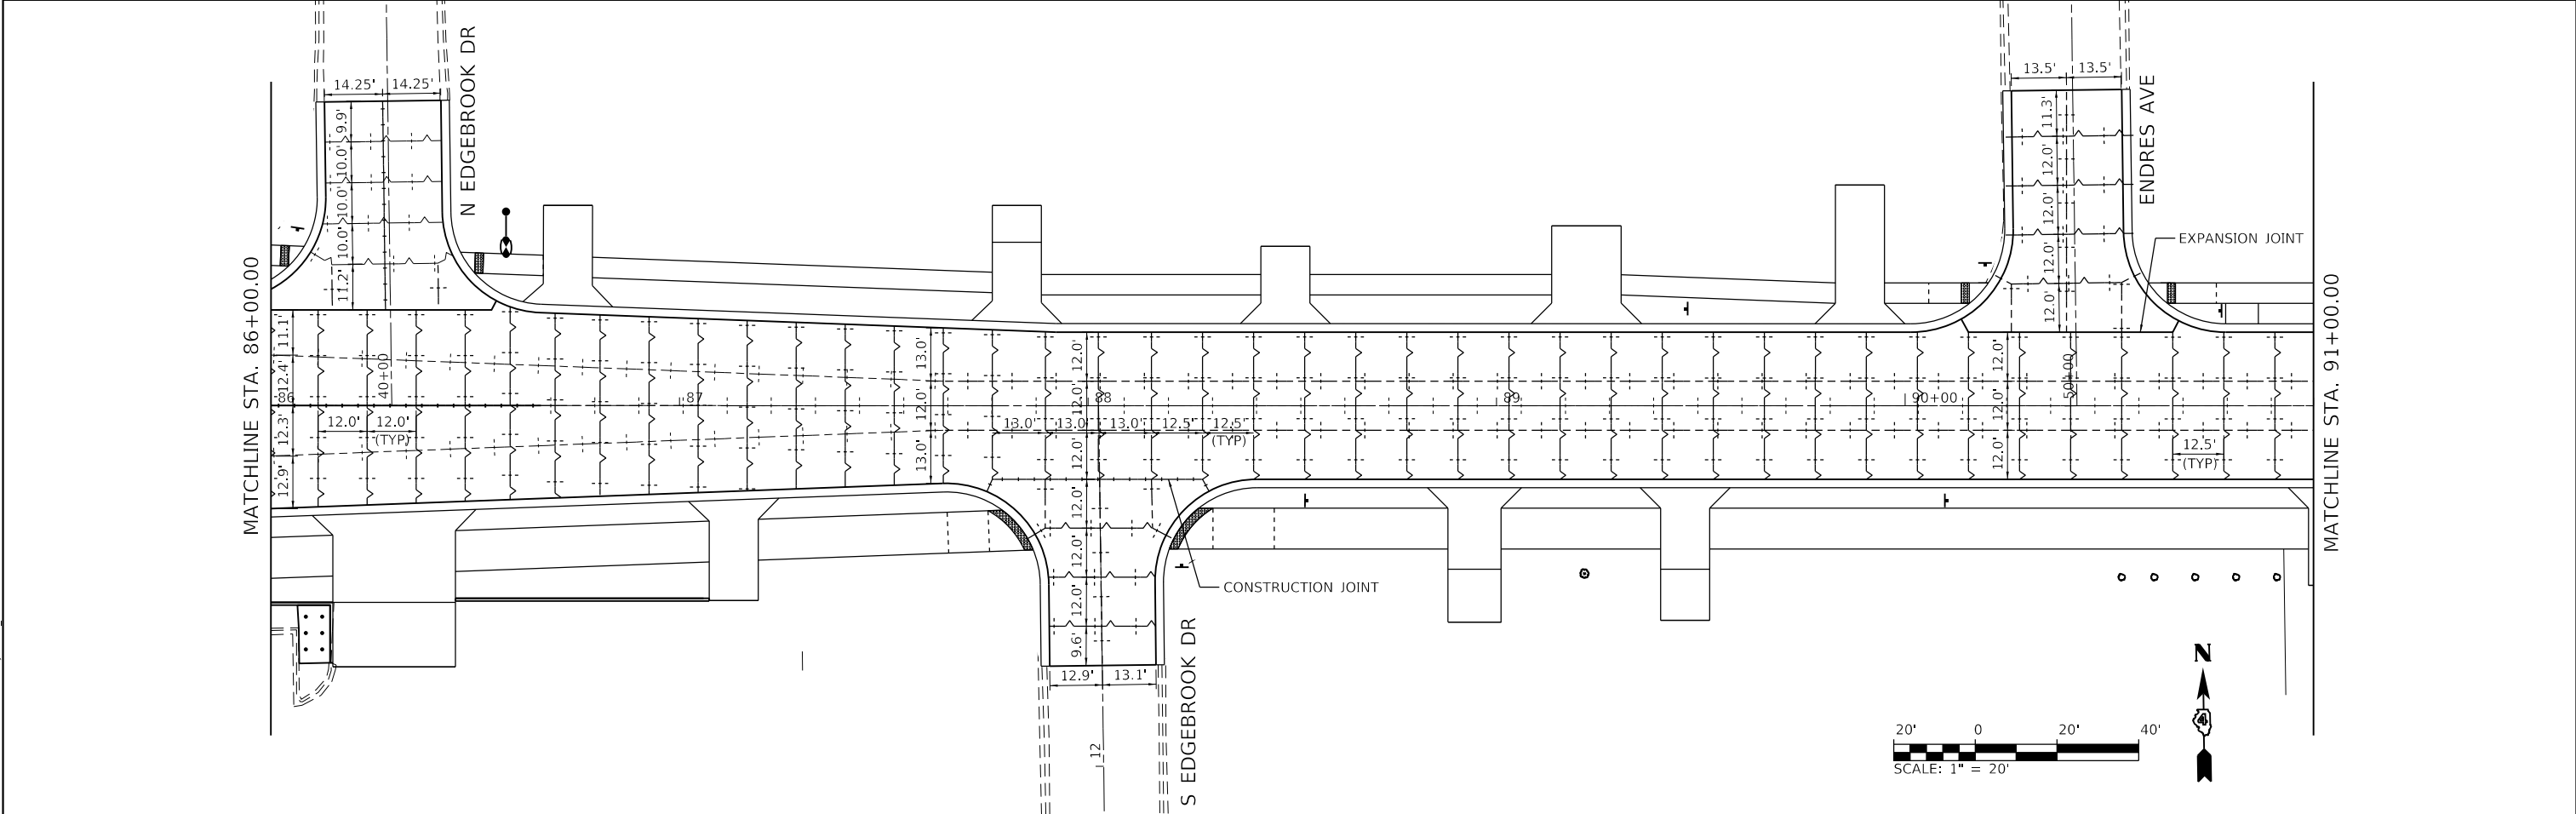 14.25' 14.25'
N EDGEBROOK DR
9.9'
10.0'
10.0'
10.0'
11.2'
13.5' 13.5'
ENDRES AVE
11.3'
12.0'
12.0'
12.0'
12.0'
EXPANSION JOINT
MATCHLINE STA. 86+00.00
MATCHLINE STA. 91+00.00
11.1'
12.4'
12.3'
12.9'
40+00
86
87
88
89
90+00
50+00
12.0' 12.0'
(TYP)
13.0'
12.0'
13.0'
12.0'
12.0'
12.0'
12.0'
12.0'
12.0'
9.6'
13.0' 13.0' 13.0' 12.5' 12.5'
(TYP)
12.0'
12.0'
12.0'
12.5'
(TYP)
CONSTRUCTION JOINT
12.9' 13.1'
S EDGEBROOK DR
12
N
4
20' 0 20' 40'
SCALE: 1" = 20'